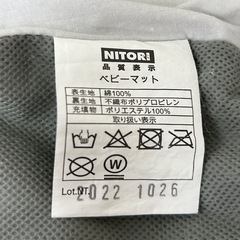 NITORI
品質表示
ベビーマット
表生地 綿100%
裏生地 不織布ポリプロピレン
充填物 ポリエステル100%
取り扱い表示
W
Lot.NT.
2022 1026